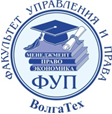 ФАКУЛЬТЕТ УПРАВЛЕНИЯ И ПРАВА
МЕНЕДЖМЕНТ
ПРАВО
ЭКОНОМИКА
ФУП
ВолгаТех